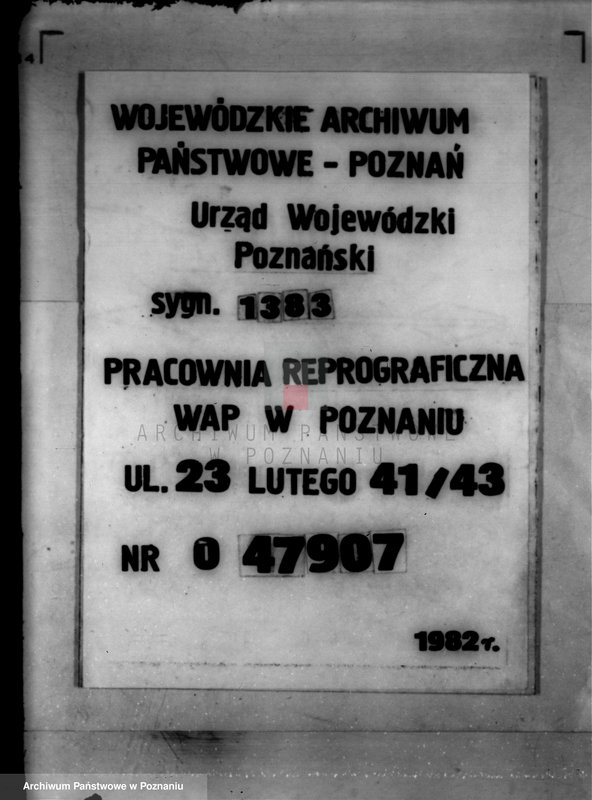 WOJEWÓDZKIE ARCHIWUM
PAŃSTWOWE - POZNAŃ
Urząd Wojewódzki
Poznański
sygn. 1383
PRACOWNIA REPROGRAFICZNA
WAP W POZNANIU
ARCHIWUM PAŃSTWOWE
W POZNANIU
UL. 23 LUTEGO 41/43
NR O 47907
1982 r.
Archiwum Państwowe w Poznaniu